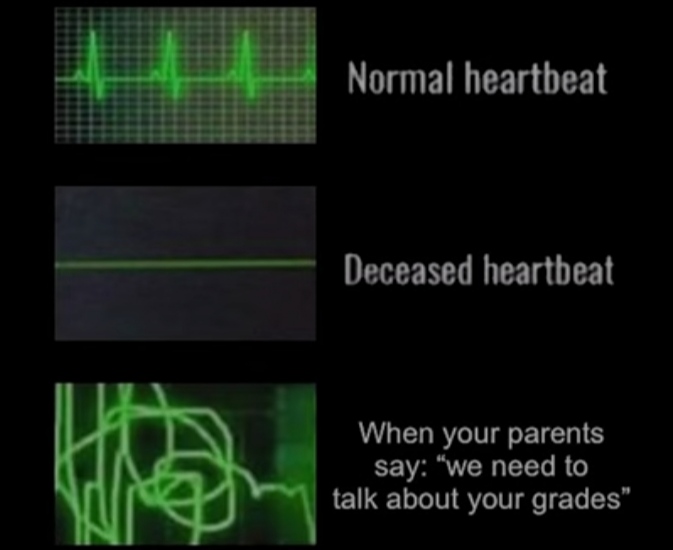 Normal heartbeat
Deceased heartbeat
When your parents
say: “we need to
talk about your grades”